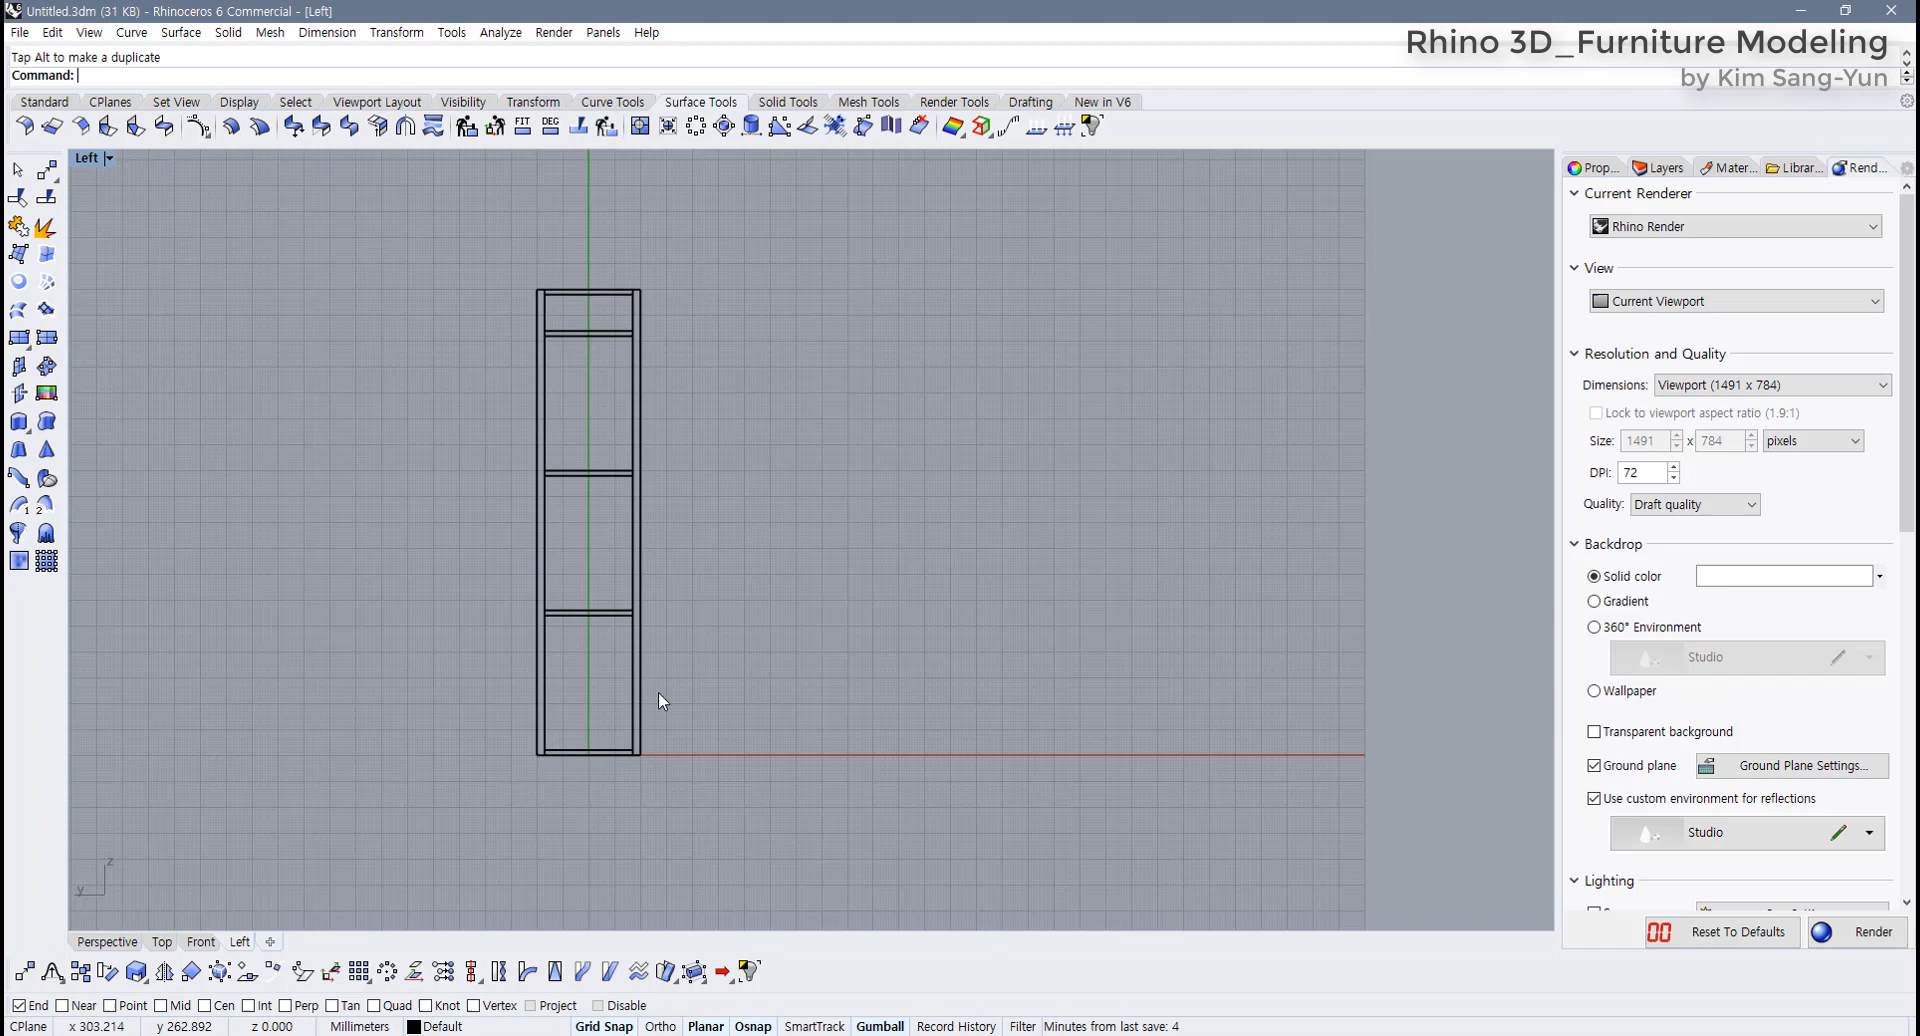 Untitled.3dm (31 KB) - Rhinoceros 6 Commercial - [Left]
File Edit View Curve Surface Solid Mesh Dimension Transform Tools Analyze Render Panels Help
Rhino 3D_Furniture Modeling
by Kim Sang-Yun
Tap Alt to make a duplicate
Command:
Standard CPlanes Set View Display Select Viewport Layout Visibility Transform Curve Tools Surface Tools Solid Tools Mesh Tools Render Tools Drafting New in V6
FIT DEG
Left
Prop... Layers Mater... Librar... Rend...
Current Renderer
Rhino Render
View
Current Viewport
Resolution and Quality
Dimensions: Viewport (1491 x 784)
Lock to viewport aspect ratio (1.9:1)
Size: 1491 x 784 pixels
DPI: 72
Quality: Draft quality
Backdrop
Solid color
Gradient
360° Environment
Studio
Wallpaper
Transparent background
Ground plane Ground Plane Settings...
Use custom environment for reflections
Studio
Lighting
00 Reset To Defaults Render
z
y
1 2
Perspective Top Front Left
End Near Point Mid Cen Int Perp Tan Quad Knot Vertex Project Disable
CPlane x 303.214 y 262.892 z 0.000 Millimeters Default Grid Snap Ortho Planar Osnap SmartTrack Gumball Record History Filter Minutes from last save: 4